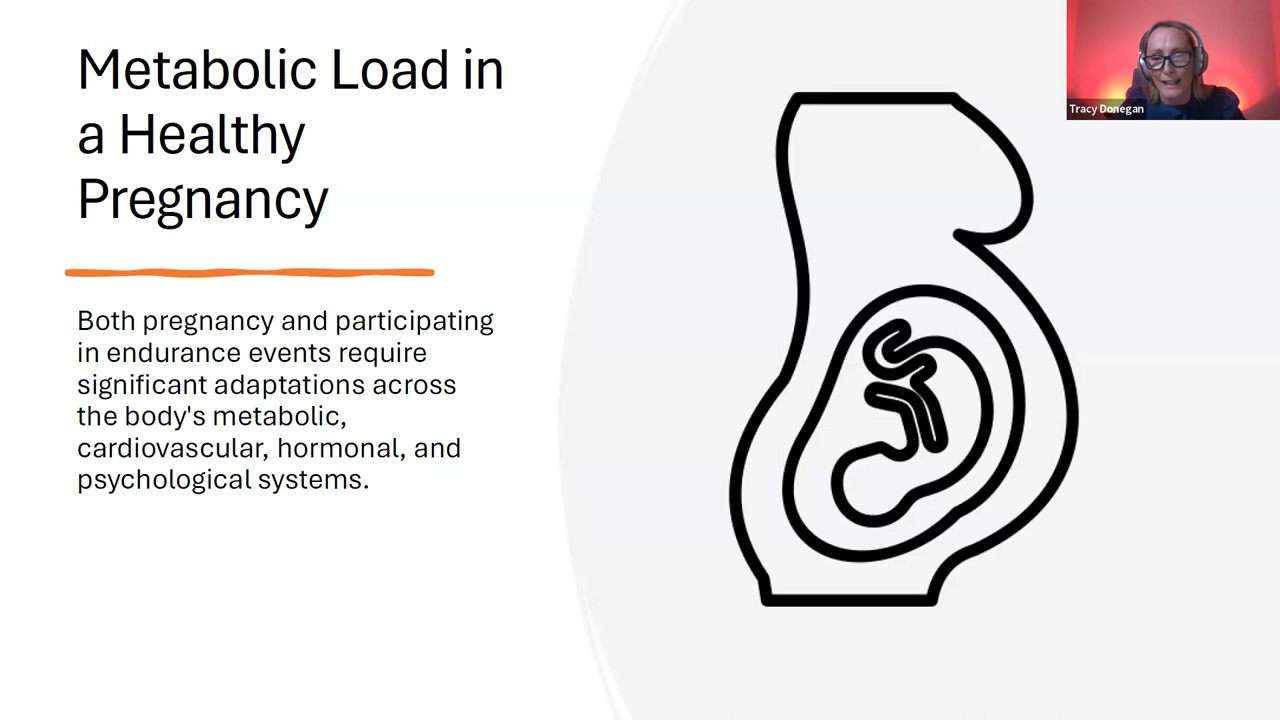 Metabolic Load in
a Healthy
Pregnancy
Both pregnancy and participating
in endurance events require
significant adaptations across
the body's metabolic,
cardiovascular, hormonal, and
psychological systems.
Tracy Donegan